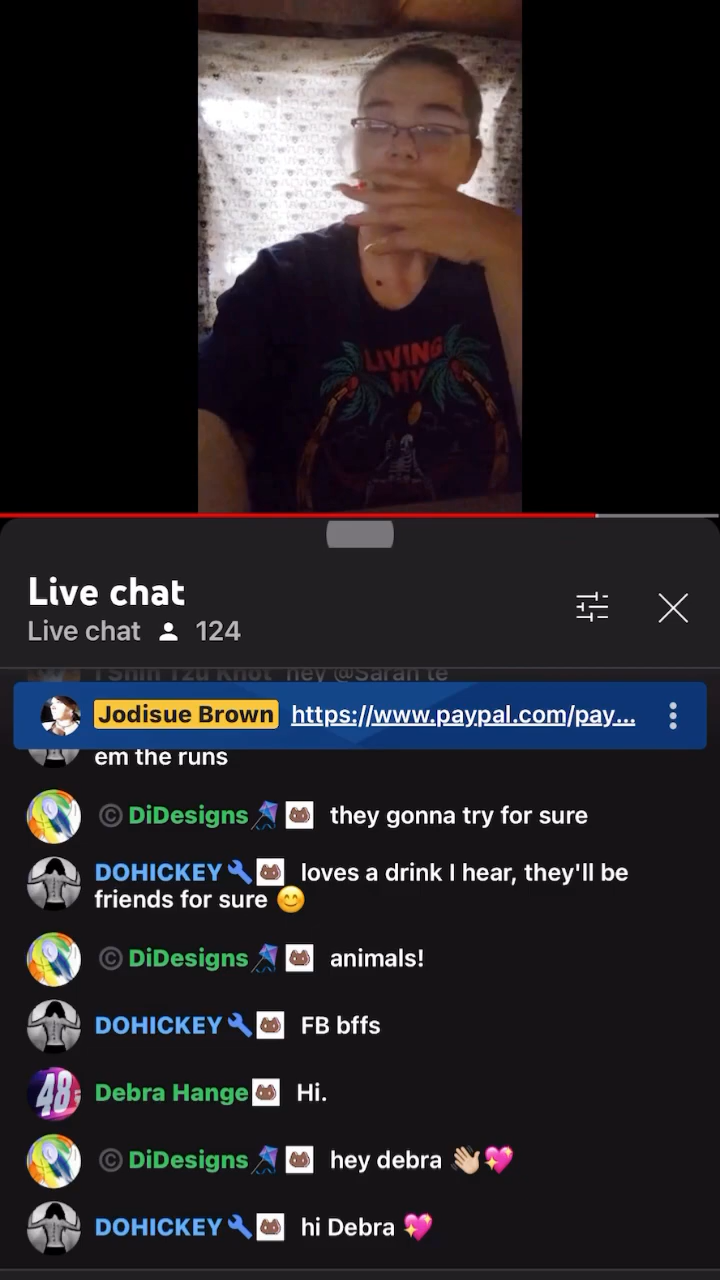 LIVING
MY
Live chat
Live chat 124
Jodisue Brown https://www.paypal.com/pay...
em the runs
© DiDesigns they gonna try for sure
DOHICKEY loves a drink I hear, they'll be
friends for sure 😊
© DiDesigns animals!
DOHICKEY FB bffs
48
Debra Hange Hi.
© DiDesigns hey debra 👋🏼💖
DOHICKEY hi Debra 💖